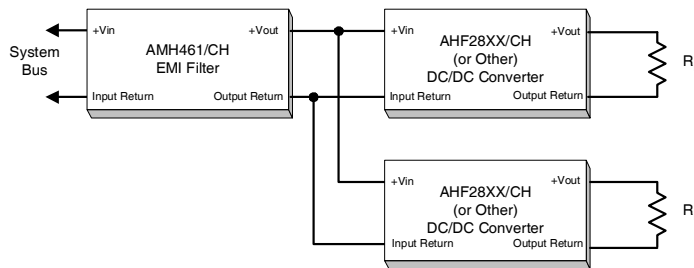 System
Bus
+Vin
+Vout
AMH461/CH
EMI Filter
Input Return
Output Return
+Vin
+Vout
AHF28XX/CH
(or Other)
DC/DC Converter
Input Return
Output Return
R
+Vin
+Vout
AHF28XX/CH
(or Other)
DC/DC Converter
Input Return
Output Return
R